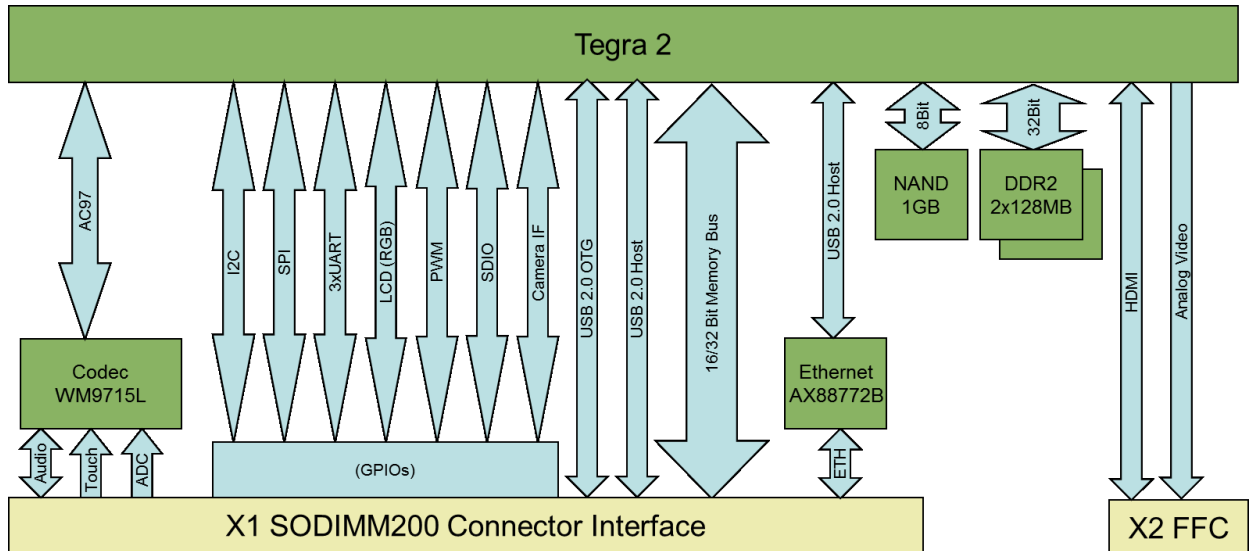 Tegra 2
AC97
I2C
SPI
3xUART
LCD (RGB)
PWM
SDIO
Camera IF
USB 2.0 OTG
USB 2.0 Host
16/32 Bit Memory Bus
USB 2.0 Host
8Bit
32Bit
NAND
1GB
DDR2
2x128MB
HDMI
Analog Video
Codec
WM9715L
Ethernet
AX88772B
Audio
Touch
ADC
(GPIOs)
ETH
X1 SODIMM200 Connector Interface
X2 FFC